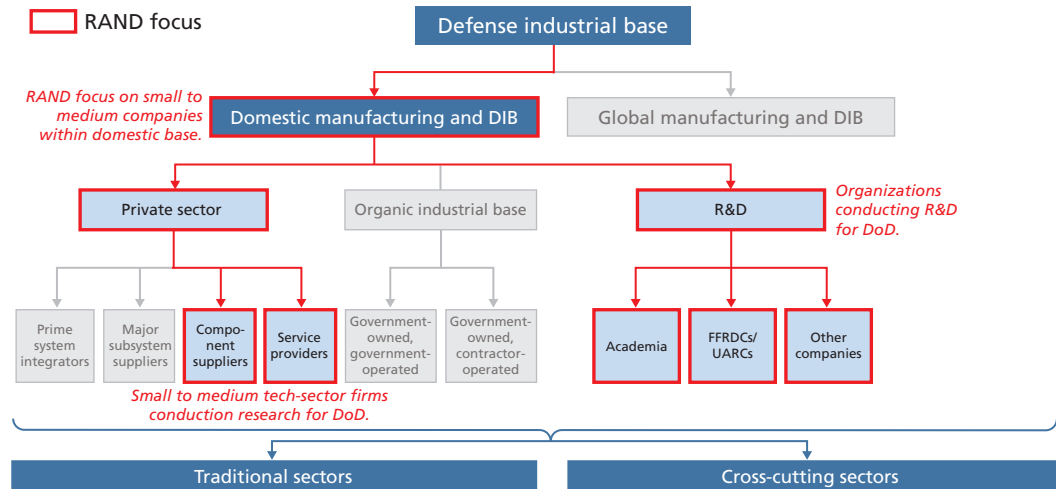 RAND focus
Defense industrial base
RAND focus on small to
medium companies
within domestic base.
Domestic manufacturing and DIB
Global manufacturing and DIB
Private sector
Organic industrial base
R&D
Organizations
conducting R&D
for DoD.
Prime
system
integrators
Major
subsystem
suppliers
Compo-
nent
suppliers
Service
providers
Government-
owned,
government-
operated
Government-
owned,
contractor-
operated
Academia
FFRDCs/
UARCs
Other
companies
Small to medium tech-sector firms
conduction research for DoD.
Traditional sectors
Cross-cutting sectors